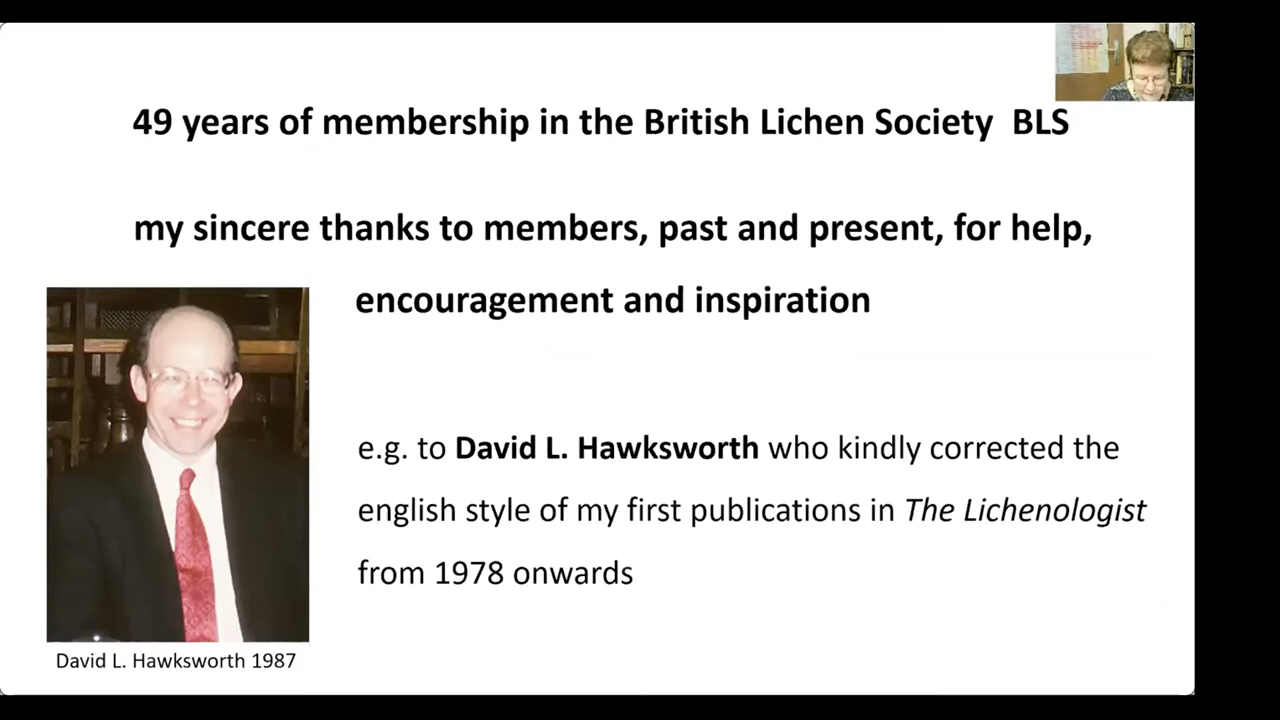 49 years of membership in the British Lichen Society  BLS
my sincere thanks to members, past and present, for help,
encouragement and inspiration
e.g. to David L. Hawksworth who kindly corrected the
english style of my first publications in The Lichenologist
from 1978 onwards
David L. Hawksworth 1987